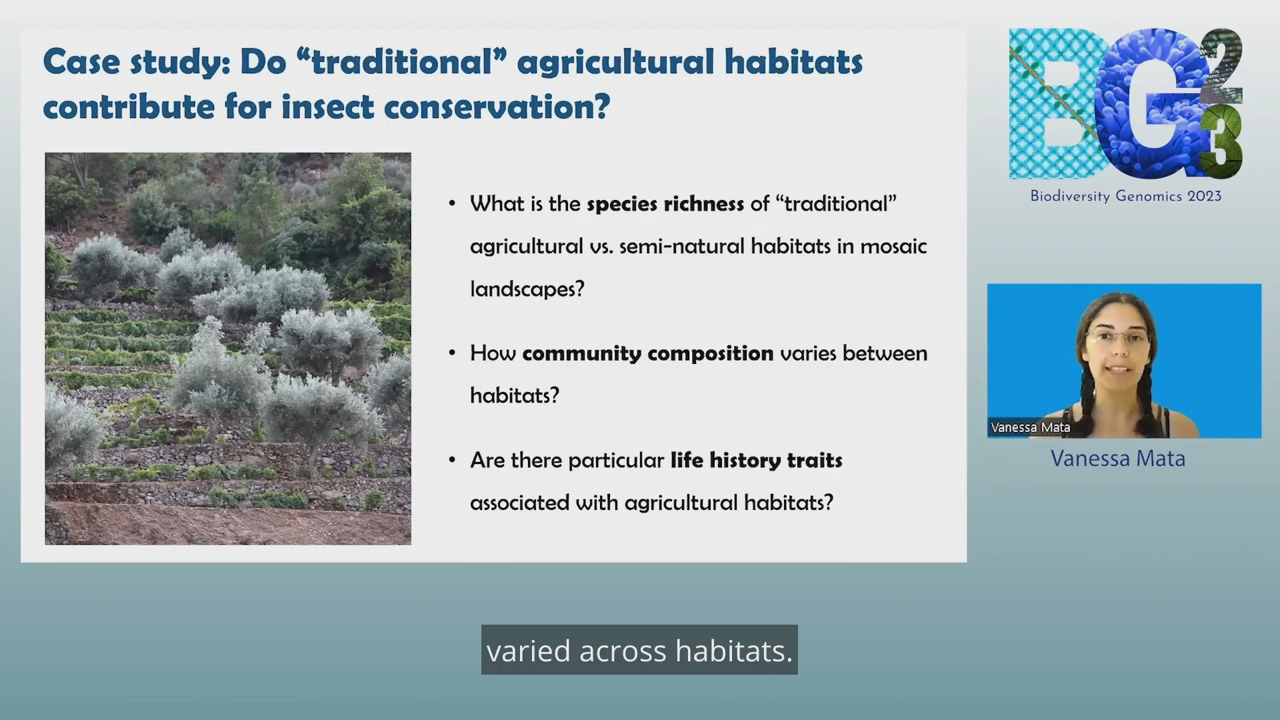 Case study: Do “traditional” agricultural habitats
contribute for insect conservation?
• What is the species richness of “traditional”
agricultural vs. semi-natural habitats in mosaic
landscapes?
• How community composition varies between
habitats?
• Are there particular life history traits
associated with agricultural habitats?
BG23
Biodiversity Genomics 2023
Vanessa Mata
Vanessa Mata
varied across habitats.